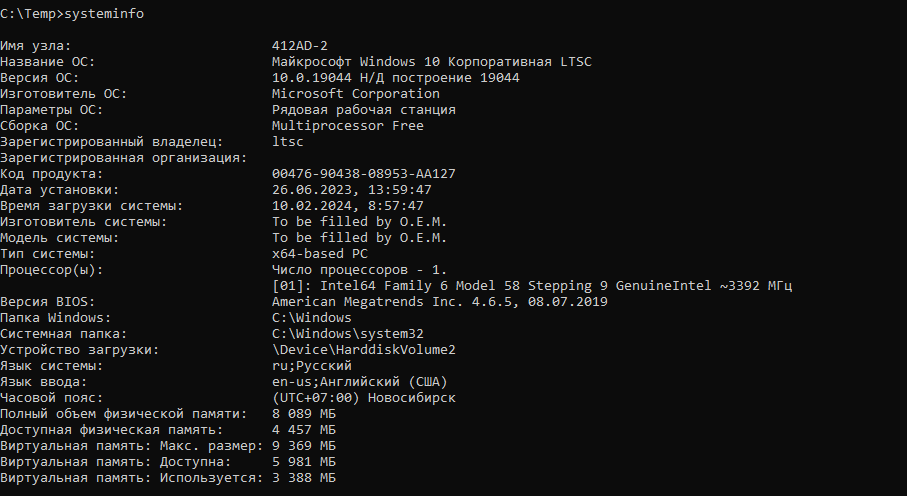 C:\Temp>systeminfo
Имя узла: 412AD-2
Название ОС: Майкрософт Windows 10 Корпоративная LTSC
Версия ОС: 10.0.19044 Н/Д построение 19044
Изготовитель ОС: Microsoft Corporation
Параметры ОС: Рядовая рабочая станция
Сборка ОС: Multiprocessor Free
Зарегистрированный владелец: ltsc
Зарегистрированная организация:
Код продукта: 00476-90438-08953-AA127
Дата установки: 26.06.2023, 13:59:47
Время загрузки системы: 10.02.2024, 8:57:47
Изготовитель системы: To be filled by O.E.M.
Модель системы: To be filled by O.E.M.
Тип системы: x64-based PC
Процессор(ы): Число процессоров - 1.
[01]: Intel64 Family 6 Model 58 Stepping 9 GenuineIntel ~3392 МГц
Версия BIOS: American Megatrends Inc. 4.6.5, 08.07.2019
Папка Windows: C:\Windows
Системная папка: C:\Windows\system32
Устройство загрузки: \Device\HarddiskVolume2
Язык системы: ru;Русский
Язык ввода: en-us;Английский (США)
Часовой пояс: (UTC+07:00) Новосибирск
Полный объем физической памяти: 8 089 МБ
Доступная физическая память: 4 457 МБ
Виртуальная память: Макс. размер: 9 369 МБ
Виртуальная память: Доступна: 5 981 МБ
Виртуальная память: Используется: 3 388 МБ